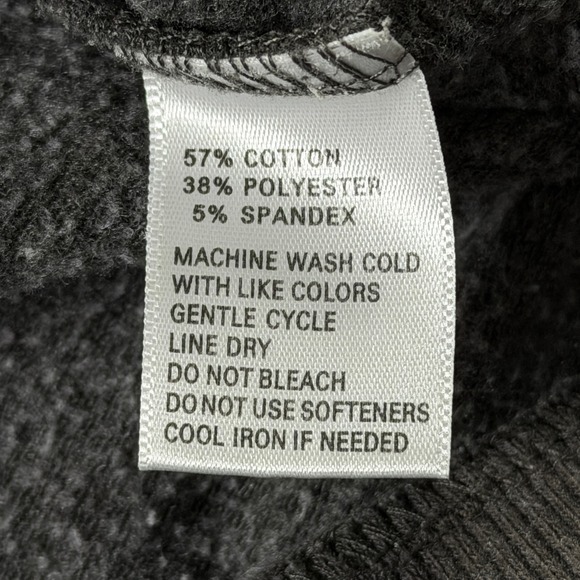 57% COTTON
38% POLYESTER
5% SPANDEX
MACHINE WASH COLD
WITH LIKE COLORS
GENTLE CYCLE
LINE DRY
DO NOT BLEACH
DO NOT USE SOFTENERS
COOL IRON IF NEEDED